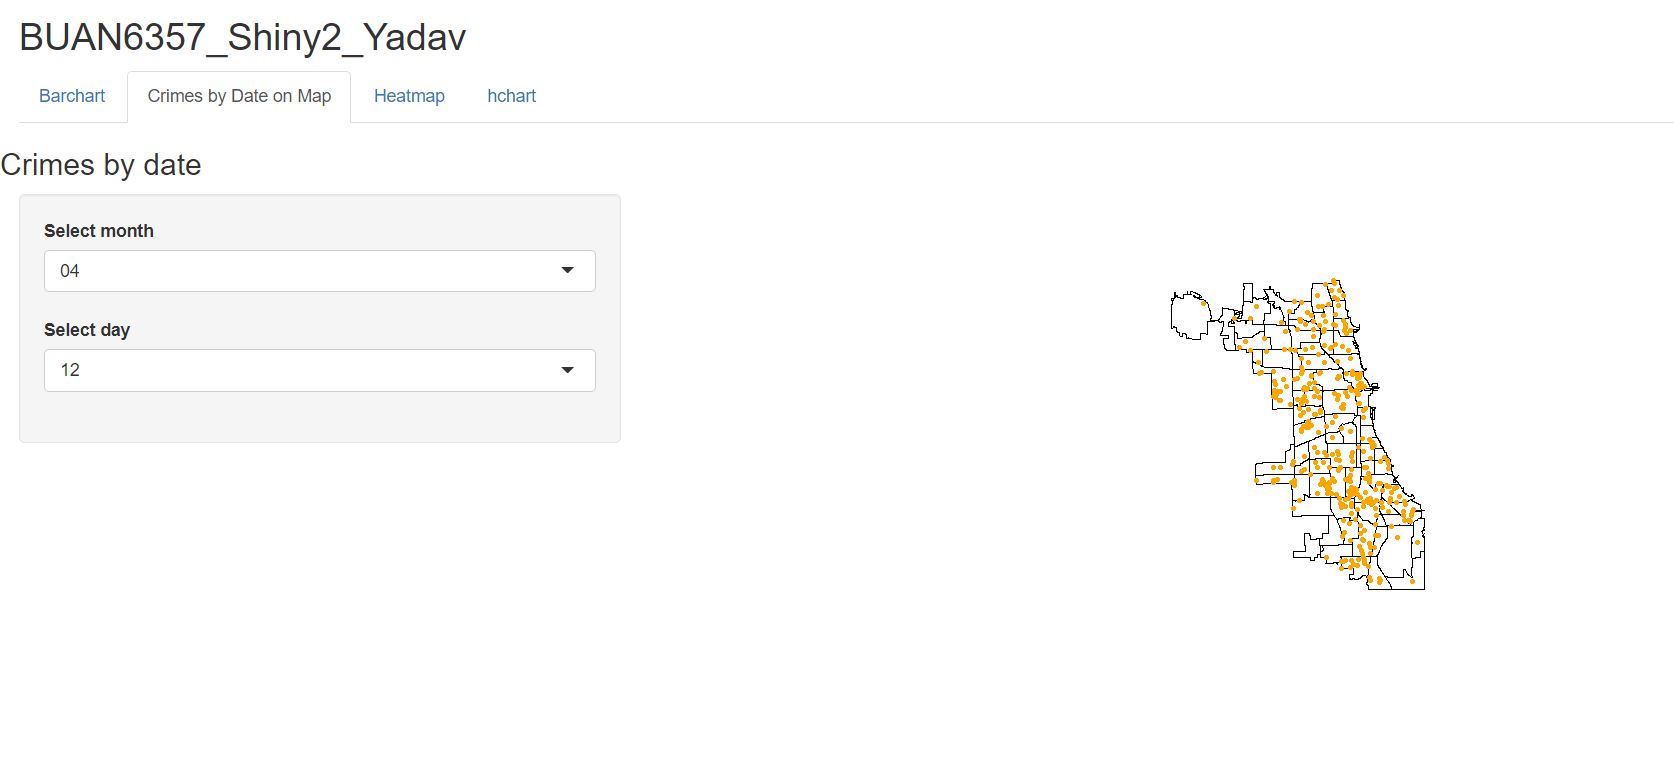 BUAN6357_Shiny2_Yadav
Barchart Crimes by Date on Map Heatmap hchart
Crimes by date
Select month
04
Select day
12